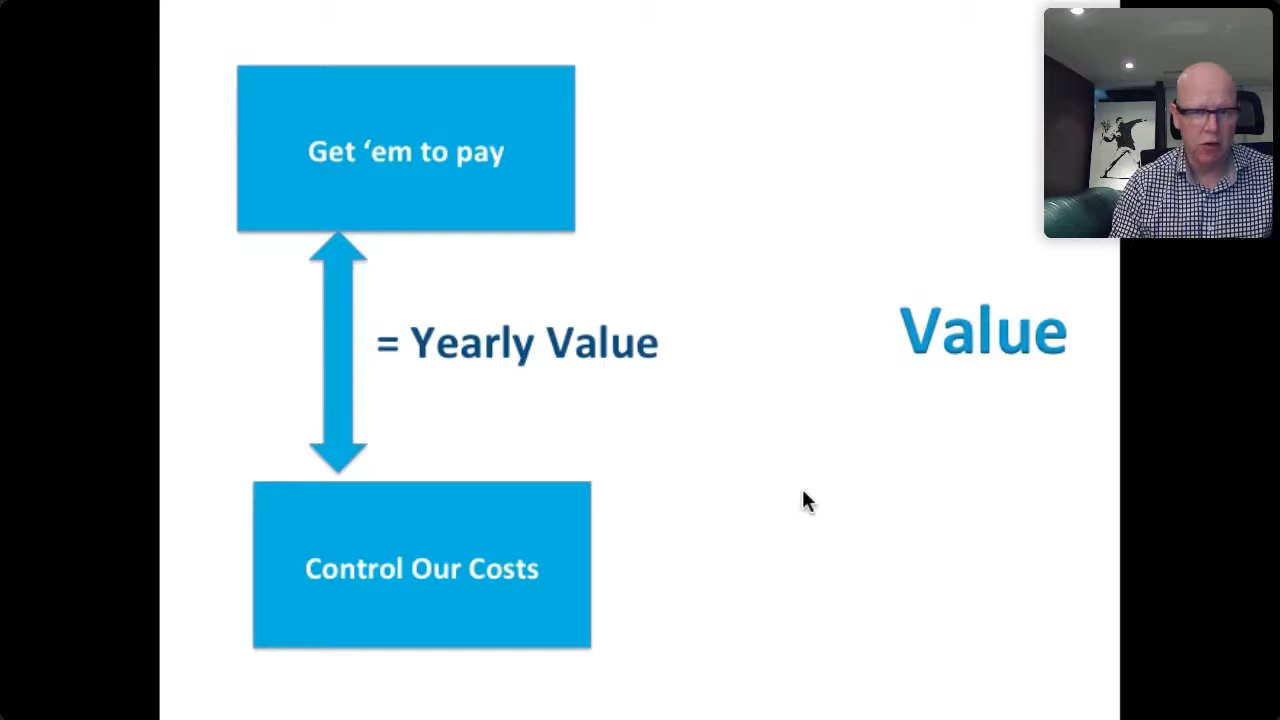 Get ‘em to pay
= Yearly Value
Value
Control Our Costs